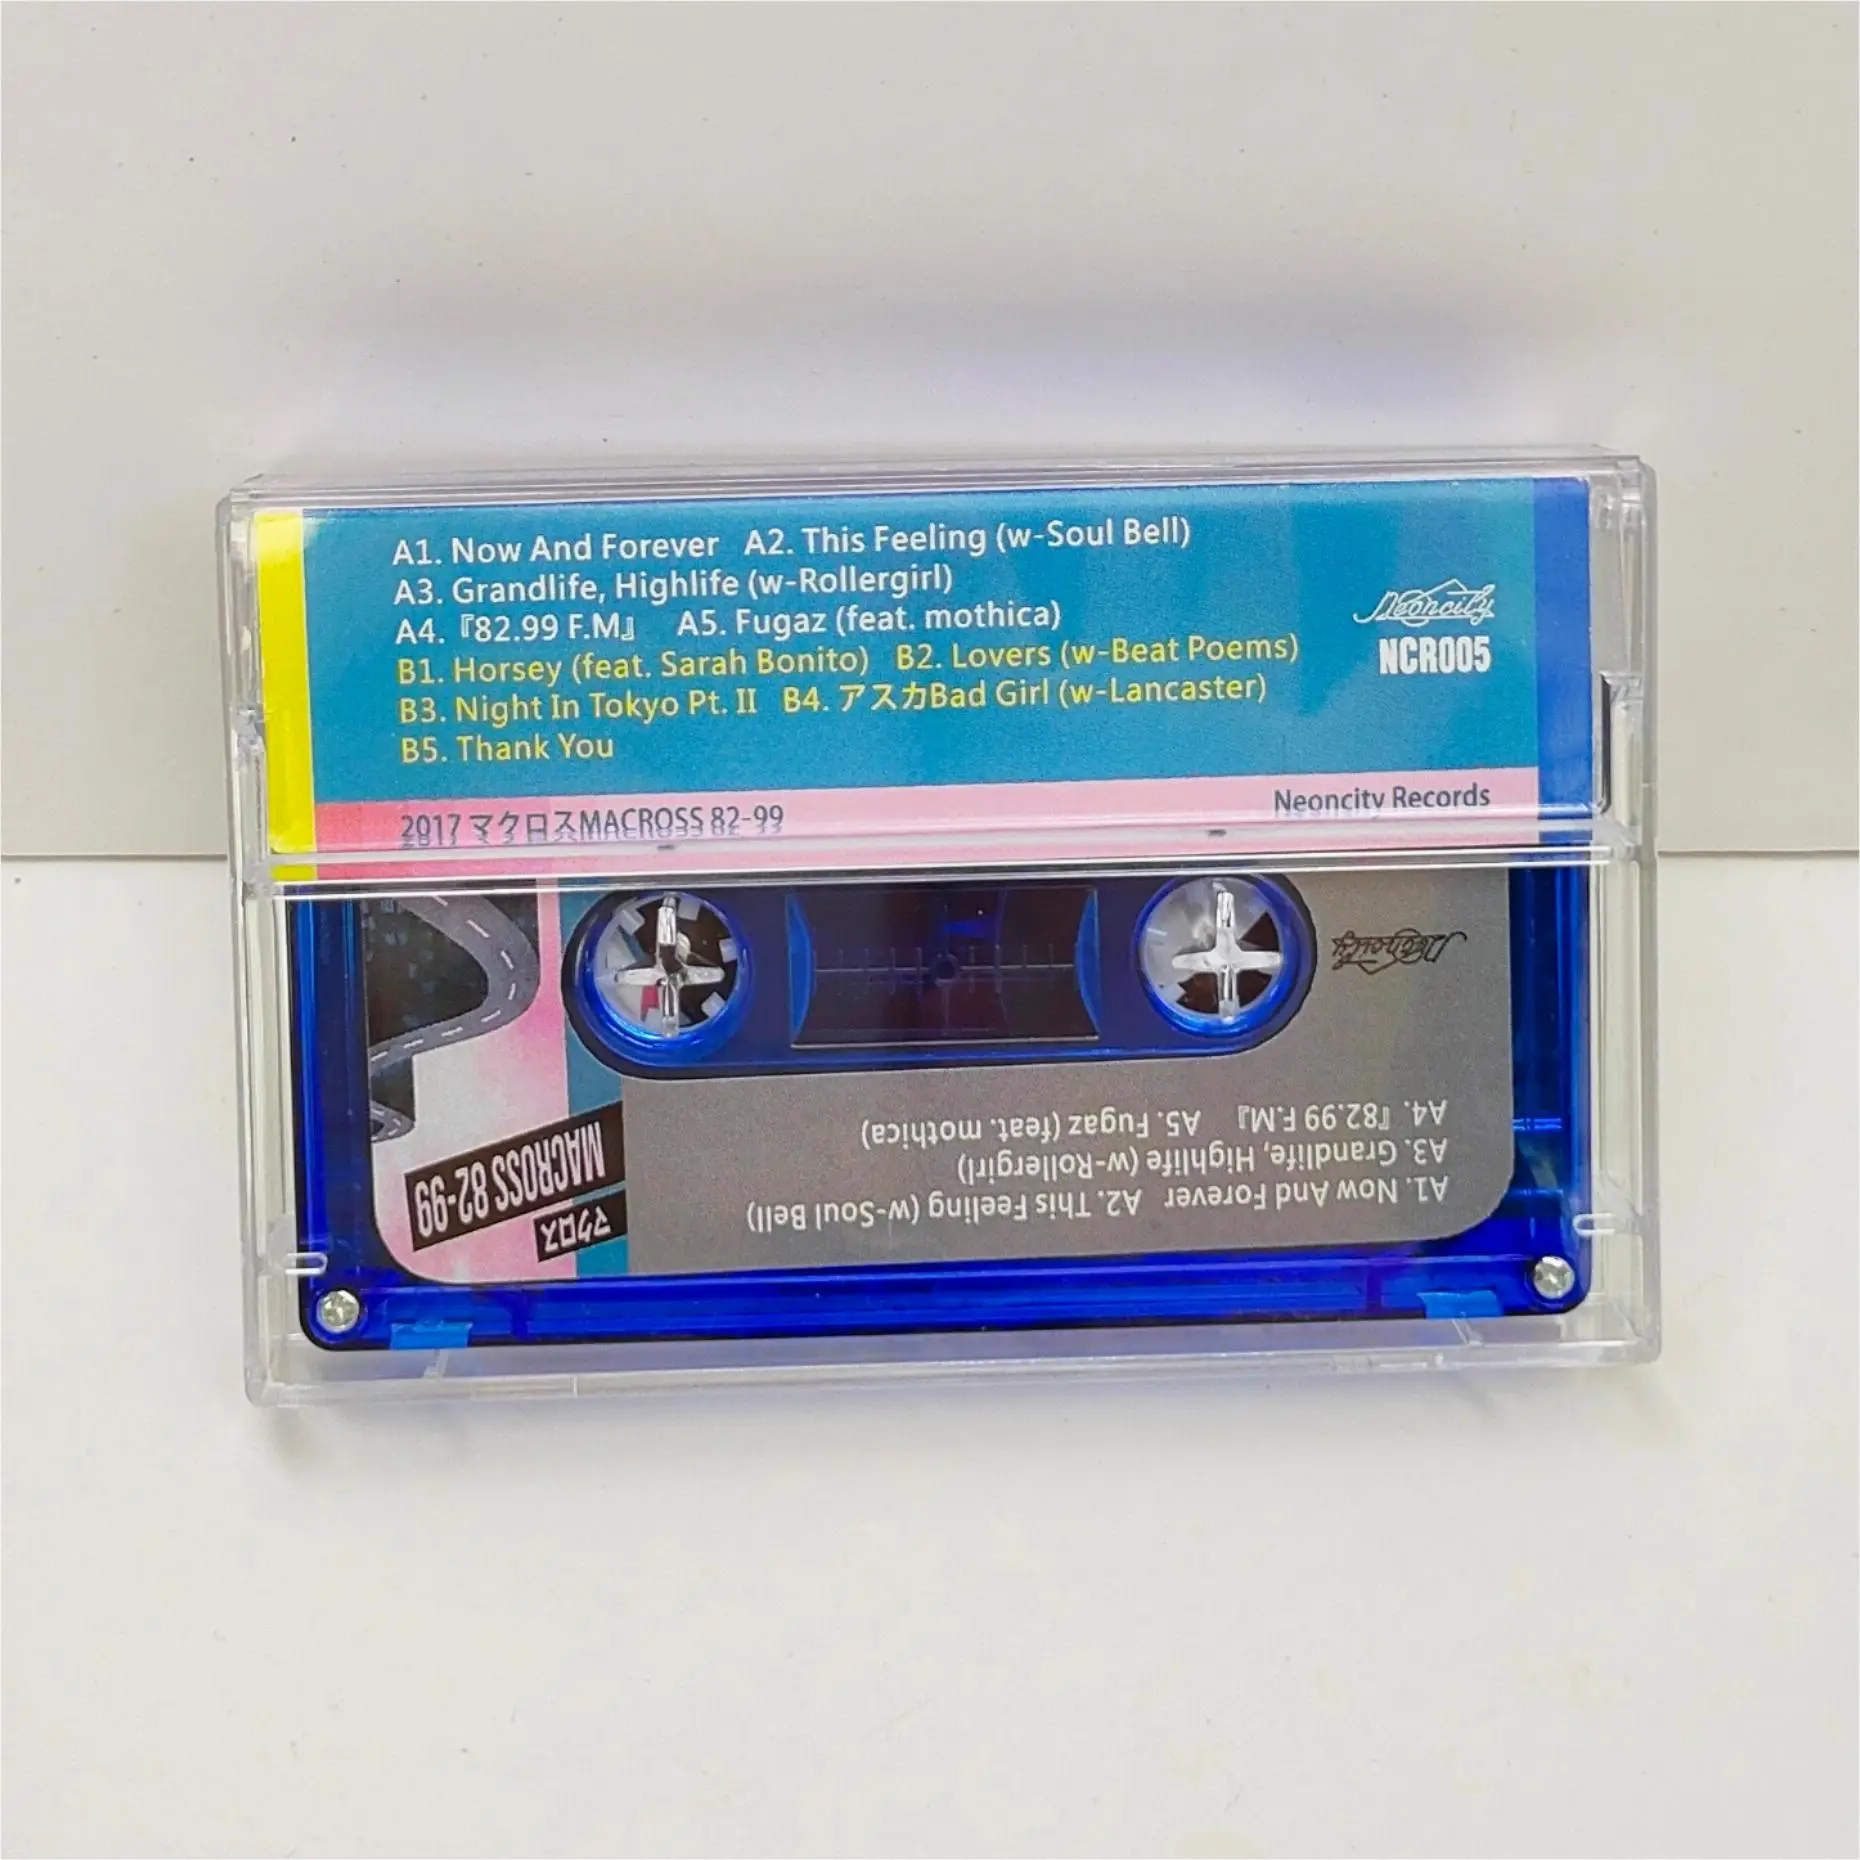 A1. Now And Forever A2. This Feeling (w-Soul Bell)
A3. Grandlife, Highlife (w-Rollergirl)
A4. 『82.99 F.M』 A5. Fugaz (feat. mothica)
B1. Horsey (feat. Sarah Bonito) B2. Lovers (w-Beat Poems)
B3. Night In Tokyo Pt. II B4. アスカBad Girl (w-Lancaster)
B5. Thank You
Neoncity
NCR005
2017 マクロスMACROSS 82-99
Neoncity Records
Neoncity
A1. Now And Forever A2. This Feeling (w-Soul Bell)
A3. Grandlife, Highlife (w-Rollergirl)
A4. 『82.99 F.M』 A5. Fugaz (feat. mothica)
マクロス
MACROSS 82-99